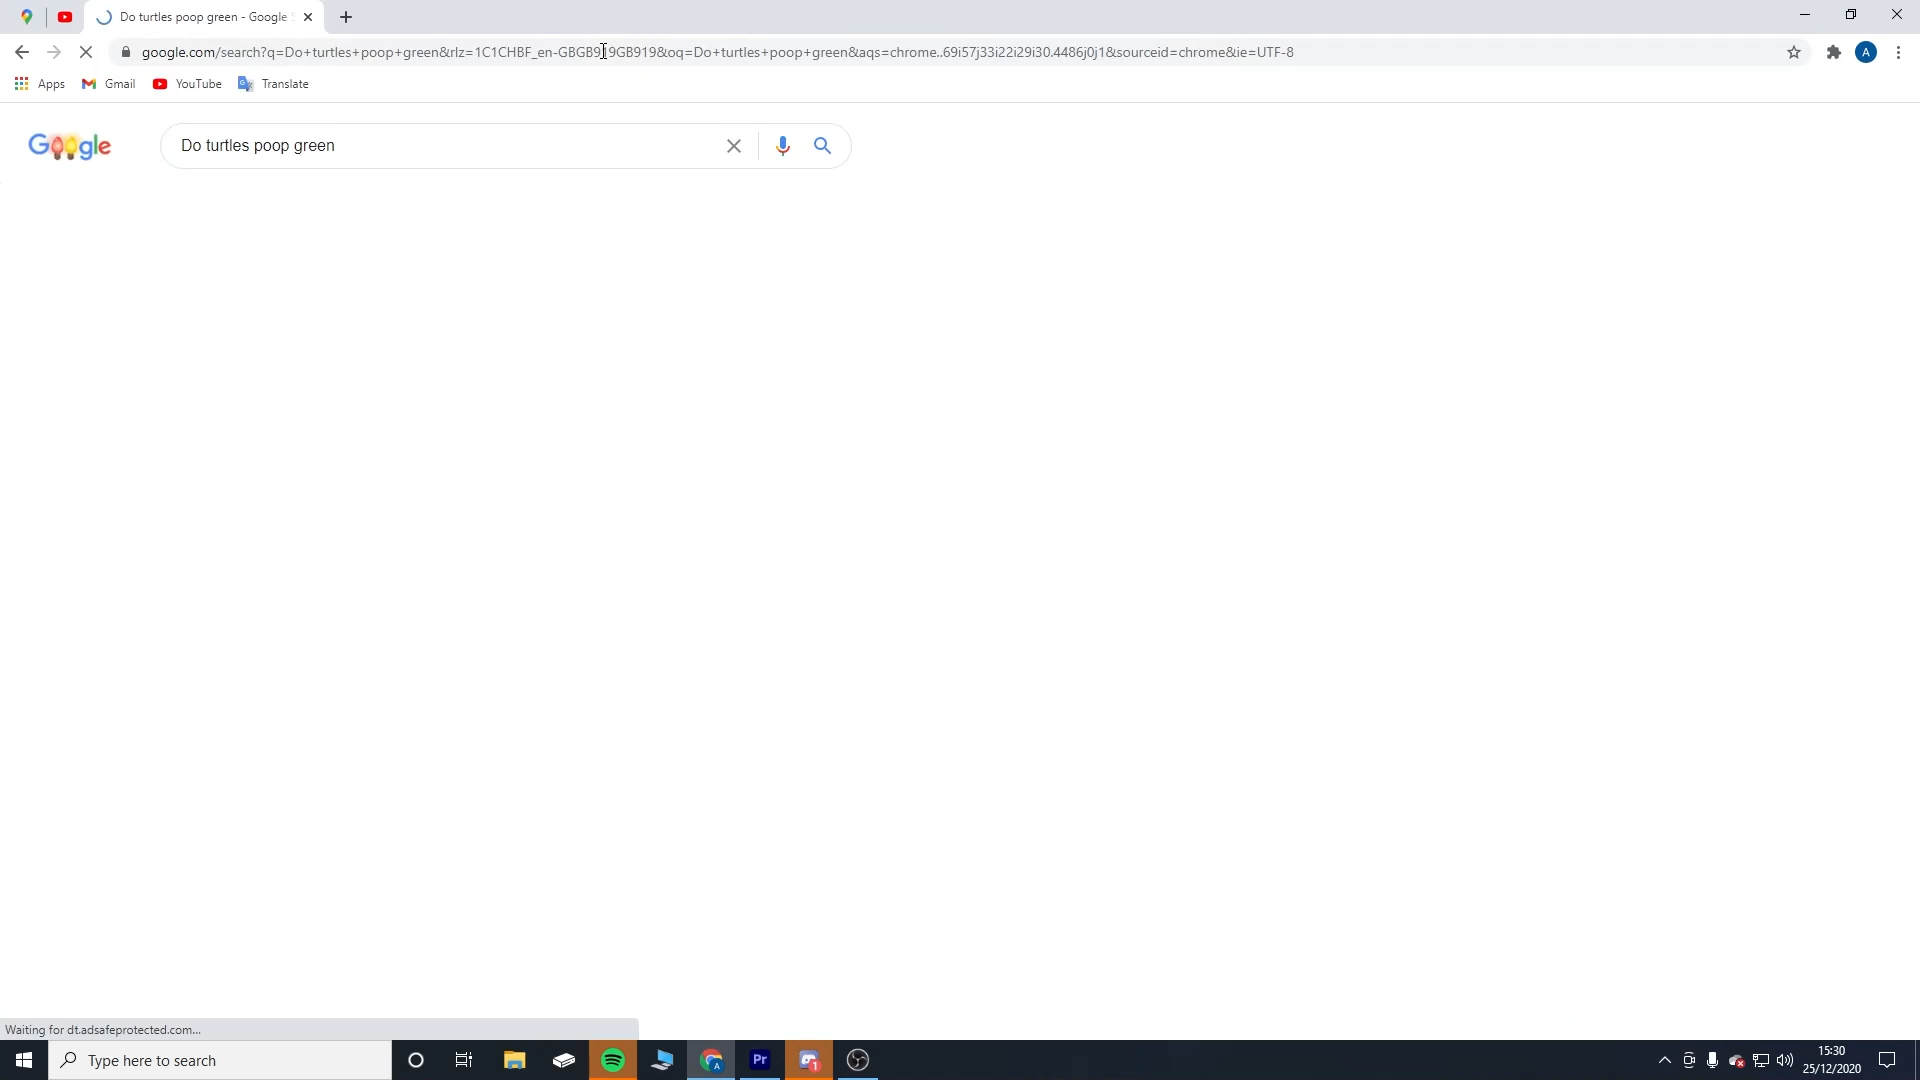 Do turtles poop green - Google
google.com/search?q=Do+turtles+poop+green&rlz=1C1CHBF_en-GBGB919GB919&oq=Do+turtles+poop+green&aqs=chrome..69i57j33i22i29i30.4486j0j1&sourceid=chrome&ie=UTF-8
A
Apps Gmail YouTube Translate
Google
Do turtles poop green
Waiting for dt.adsafeprotected.com...
Type here to search
A
Pr
1
15:30
25/12/2020